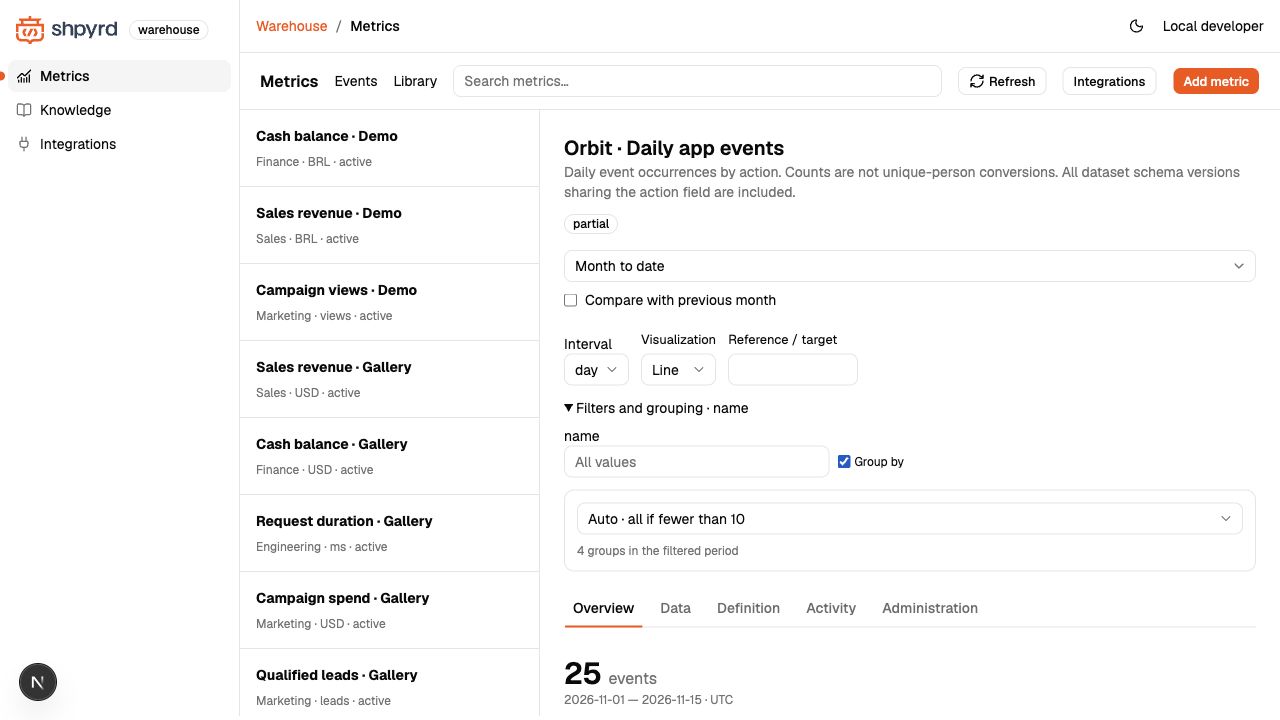 shpyrd
warehouse
Warehouse / Metrics
Local developer
Metrics
Knowledge
Integrations
Metrics
Events
Library
Search metrics…
Refresh
Integrations
Add metric
Cash balance · Demo
Finance · BRL · active
Sales revenue · Demo
Sales · BRL · active
Campaign views · Demo
Marketing · views · active
Sales revenue · Gallery
Sales · USD · active
Cash balance · Gallery
Finance · USD · active
Request duration · Gallery
Engineering · ms · active
Campaign spend · Gallery
Marketing · USD · active
Qualified leads · Gallery
Marketing · leads · active
Orbit · Daily app events
Daily event occurrences by action. Counts are not unique-person conversions. All dataset schema versions
sharing the action field are included.
partial
Month to date
Compare with previous month
Interval
Visualization
Reference / target
day
Line
Filters and grouping · name
name
All values
Group by
Auto · all if fewer than 10
4 groups in the filtered period
Overview
Data
Definition
Activity
Administration
25 events
2026-11-01 — 2026-11-15 · UTC
N